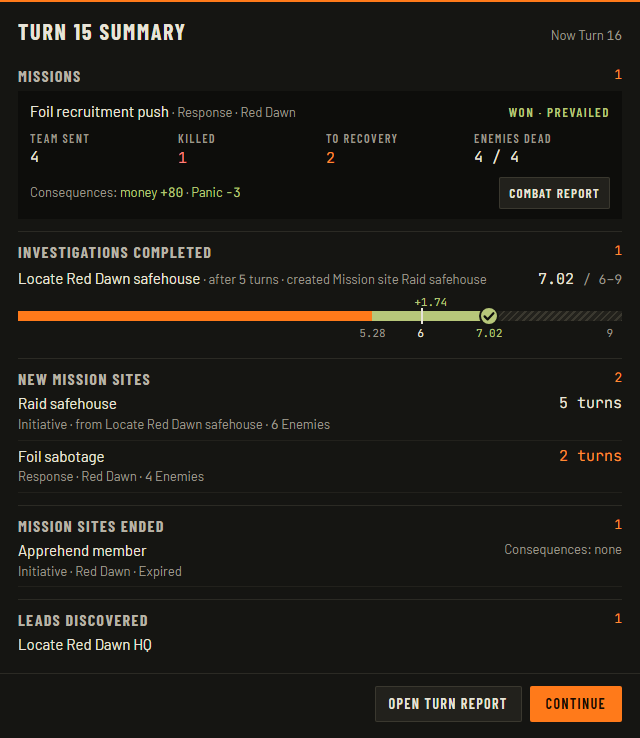 TURN 15 SUMMARY
Now Turn 16
MISSIONS 1
Foil recruitment push · Response · Red Dawn WON · PREVAILED
TEAM SENT KILLED TO RECOVERY ENEMIES DEAD
4 1 2 4 / 4
Consequences: money +80 · Panic -3 COMBAT REPORT
INVESTIGATIONS COMPLETED 1
Locate Red Dawn safehouse · after 5 turns · created Mission site Raid safehouse 7.02 / 6–9
+1.74
5.28 6 7.02 9
NEW MISSION SITES 2
Raid safehouse 5 turns
Initiative · from Locate Red Dawn safehouse · 6 Enemies
Foil sabotage 2 turns
Response · Red Dawn · 4 Enemies
MISSION SITES ENDED 1
Apprehend member Consequences: none
Initiative · Red Dawn · Expired
LEADS DISCOVERED 1
Locate Red Dawn HQ
OPEN TURN REPORT CONTINUE